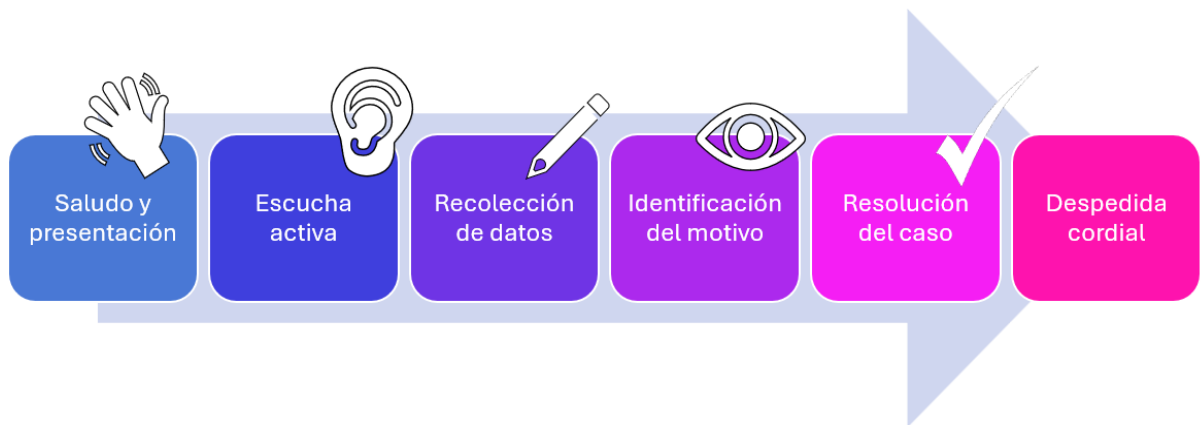 Saludo y
presentación
Escucha
activa
Recolección
de datos
Identificación
del motivo
Resolución
del caso
Despedida
cordial